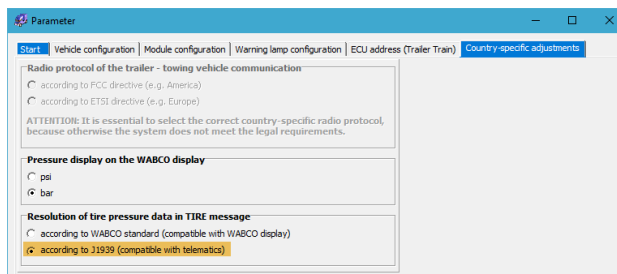 Parameter
Start Vehicle configuration Module configuration Warning lamp configuration ECU address (Trailer Train) Country-specific adjustments
Radio protocol of the trailer - towing vehicle communication
according to FCC directive (e.g. America)
according to ETSI directive (e.g. Europe)
ATTENTION: It is essential to select the correct country-specific radio protocol,
because otherwise the system does not meet the legal requirements.
Pressure display on the WABCO display
psi
bar
Resolution of tire pressure data in TIRE message
according to WABCO standard (compatible with WABCO display)
according to J1939 (compatible with telematics)